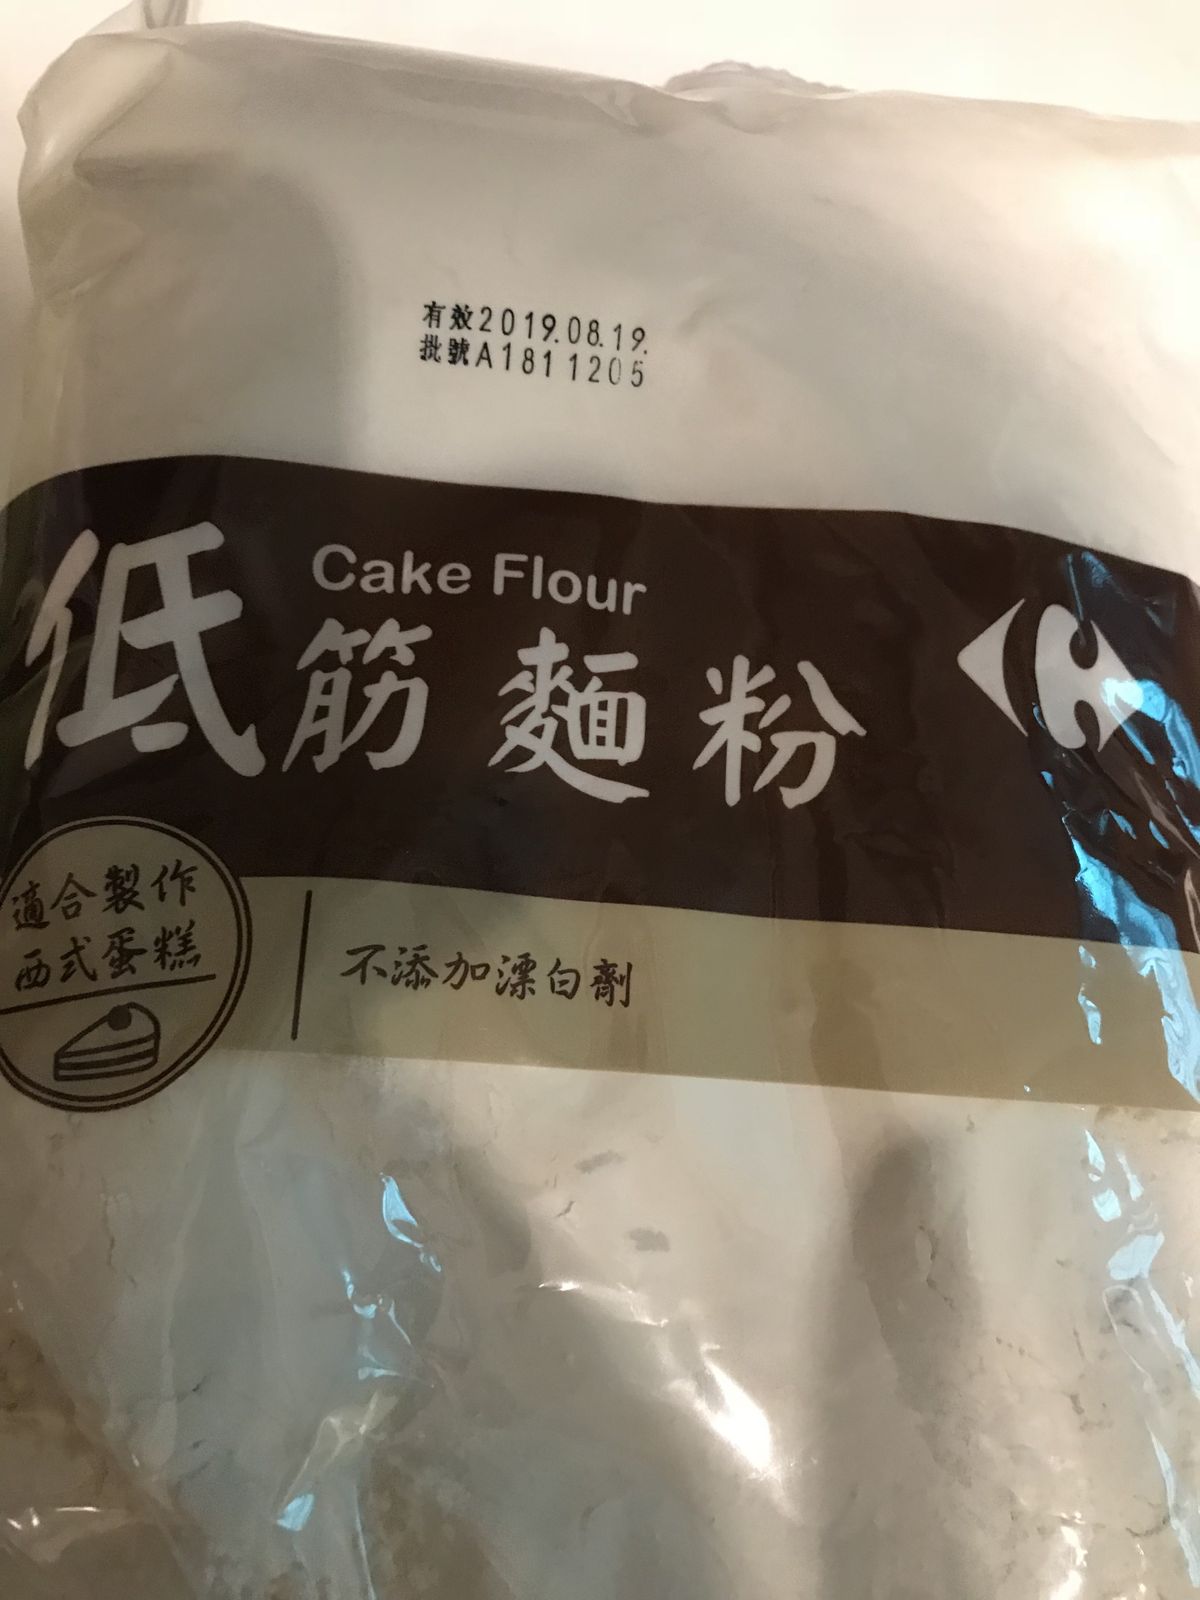 有效2019.08.19.
批號A1811205
Cake Flour
低筋麵粉
適合製作
西式蛋糕
不添加漂白劑